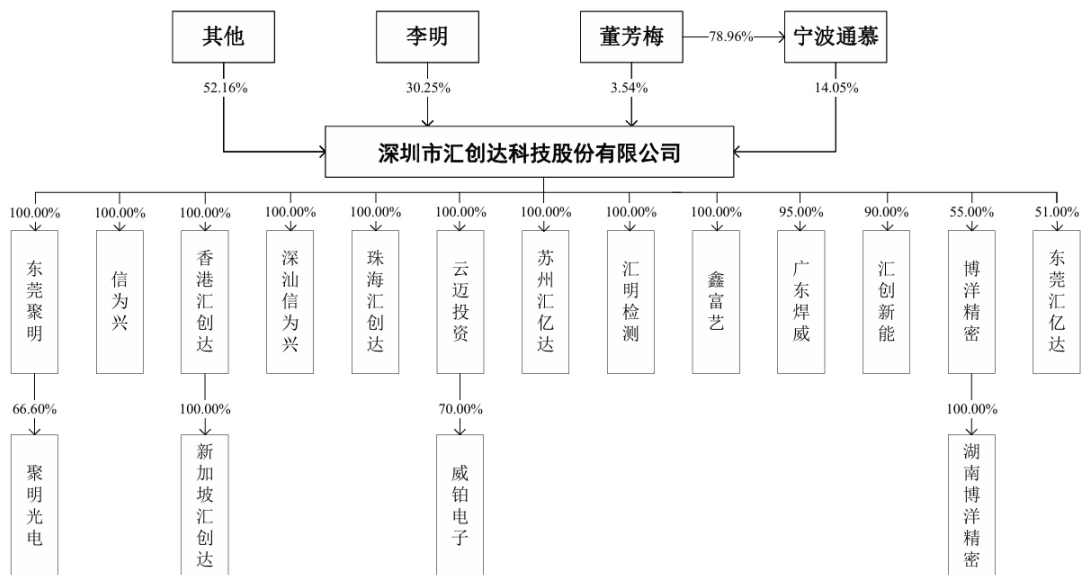 其他
李明
董芳梅
78.96%
宁波通慕
52.16%
30.25%
3.54%
14.05%
深圳市汇创达科技股份有限公司
100.00%
100.00%
100.00%
100.00%
100.00%
100.00%
100.00%
100.00%
100.00%
95.00%
90.00%
55.00%
51.00%
东莞聚明
信为兴
香港汇创达
深汕信为兴
珠海汇创达
云迈投资
苏州汇亿达
汇明检测
鑫富艺
广东焊威
汇创新能
博洋精密
东莞汇亿达
66.60%
100.00%
70.00%
100.00%
聚明光电
新加坡汇创达
威铂电子
湖南博洋精密